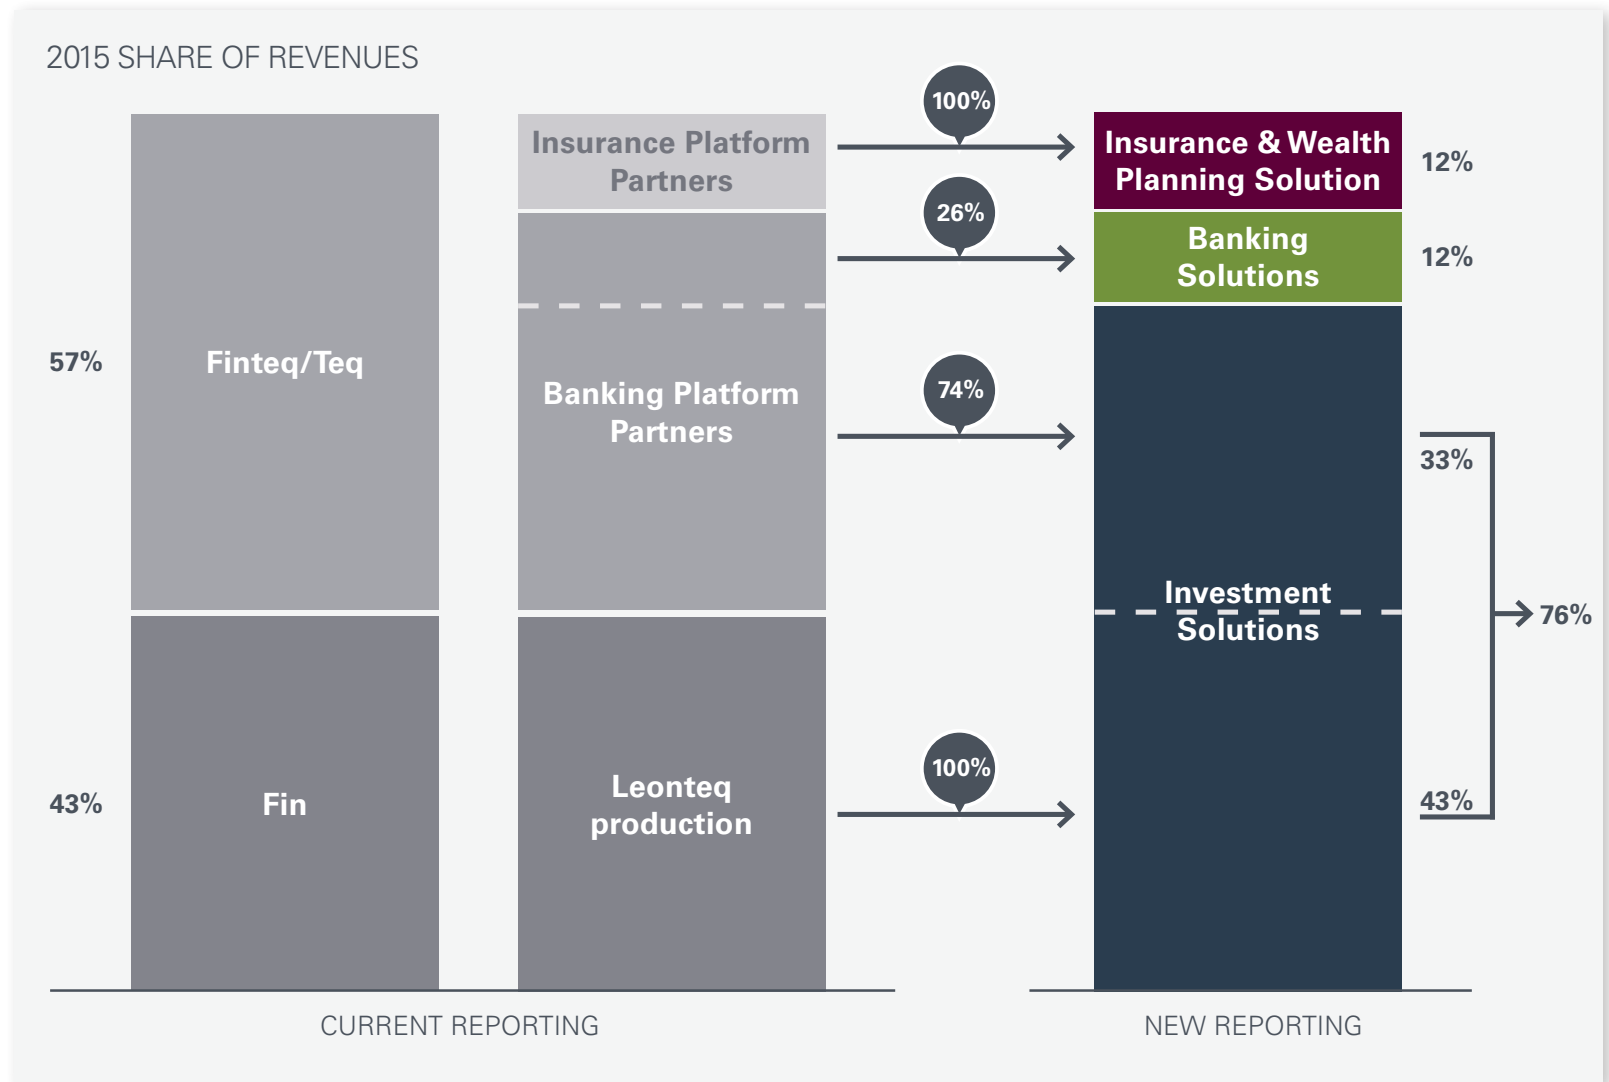 2015 SHARE OF REVENUES
57%
43%
Finteq/Teq
Fin
Insurance Platform
Partners
Banking Platform
Partners
Leonteq
production
100%
26%
74%
100%
Insurance & Wealth
Planning Solution
Banking
Solutions
Investment
Solutions
12%
12%
33%
43%
76%
CURRENT REPORTING
NEW REPORTING